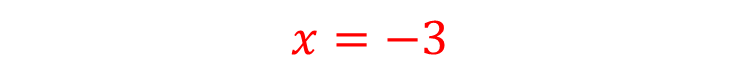 x = −3